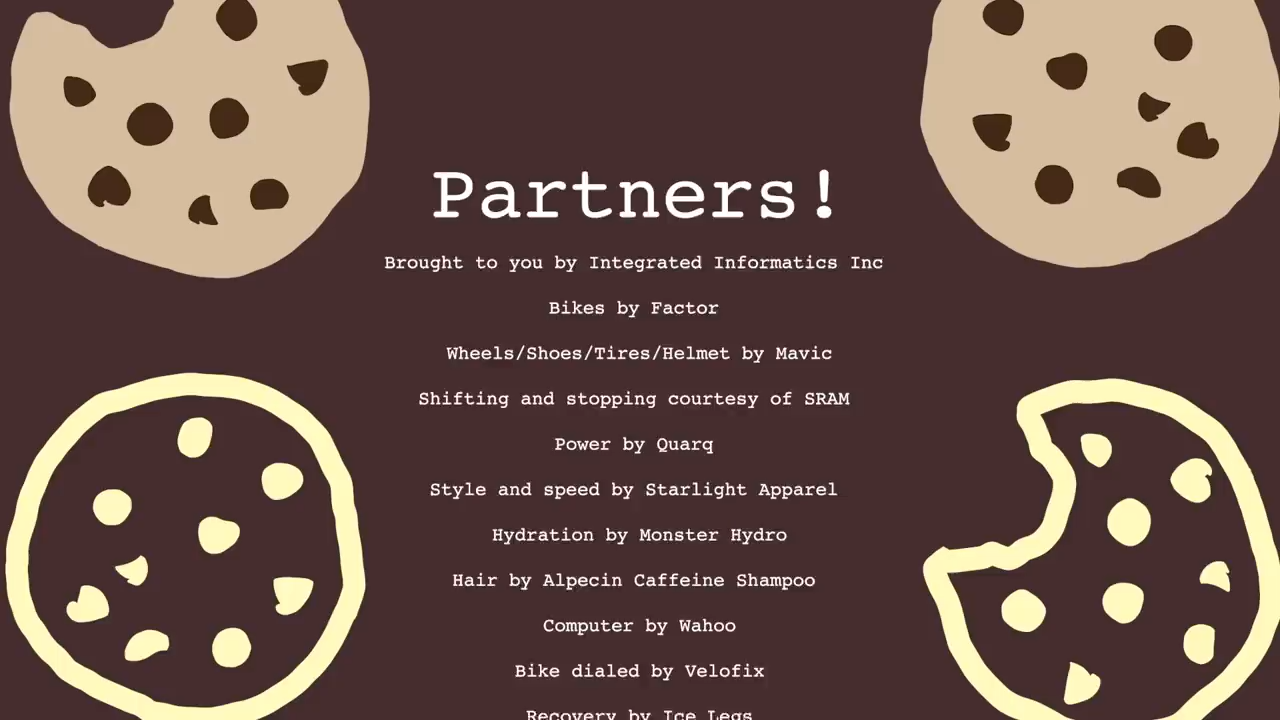 Partners!
Brought to you by Integrated Informatics Inc
Bikes by Factor
Wheels/Shoes/Tires/Helmet by Mavic
Shifting and stopping courtesy of SRAM
Power by Quarq
Style and speed by Starlight Apparel
Hydration by Monster Hydro
Hair by Alpecin Caffeine Shampoo
Computer by Wahoo
Bike dialed by Velofix
Recovery by Ice Legs